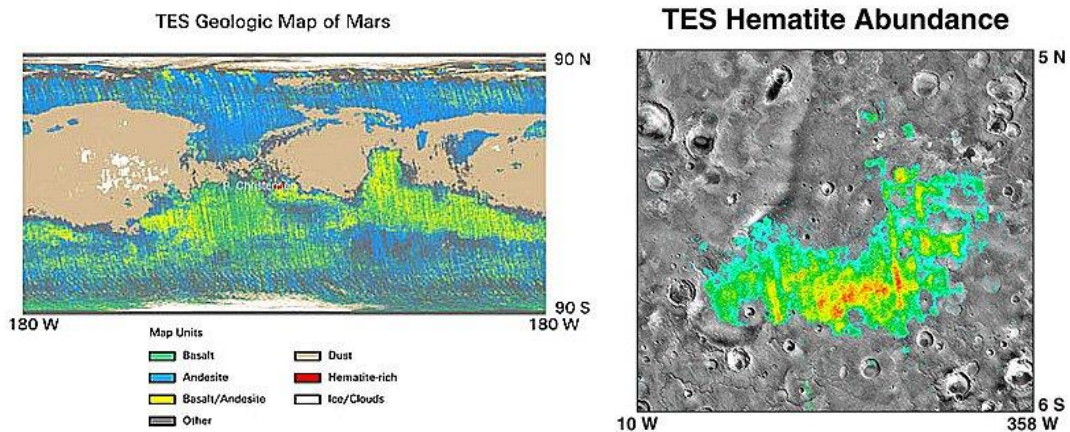 TES Geologic Map of Mars
90 N
P. Christensen
90 S
180 W
180 W
Map Units
Basalt
Andesite
Basalt/Andesite
Other
Dust
Hematite-rich
Ice/Clouds
TES Hematite Abundance
5 N
6 S
10 W
358 W